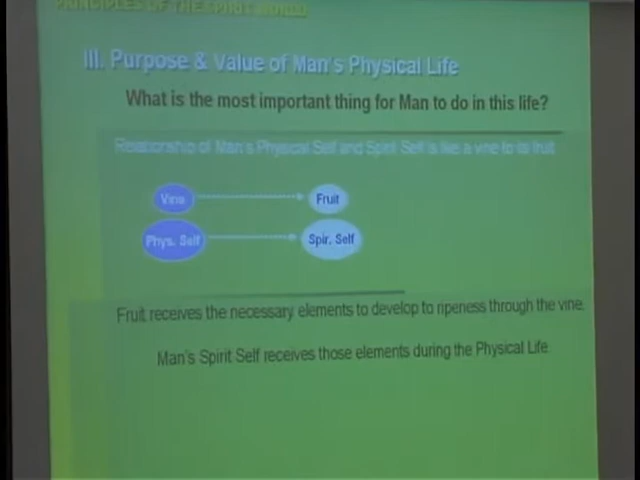 PRINCIPLES OF THE SPIRIT WORLD
III. Purpose & Value of Man's Physical Life
What is the most important thing for Man to do in this life?
Relationship of Man's Physical Self and Spirit Self is like a vine to its fruit
Vine Fruit
Phys. Self Spir. Self
Fruit receives the necessary elements to develop to ripeness through the vine.
Man's Spirit Self receives those elements during the Physical Life